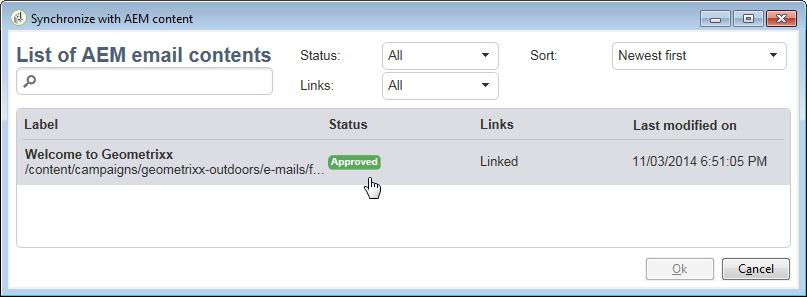 Synchronize with AEM content
List of AEM email contents
Status: All Sort: Newest first
Links: All
Label Status Links Last modified on
Welcome to Geometrixx
/content/campaigns/geometrixx-outdoors/e-mails/f... Approved Linked 11/03/2014 6:51:05 PM
Ok Cancel